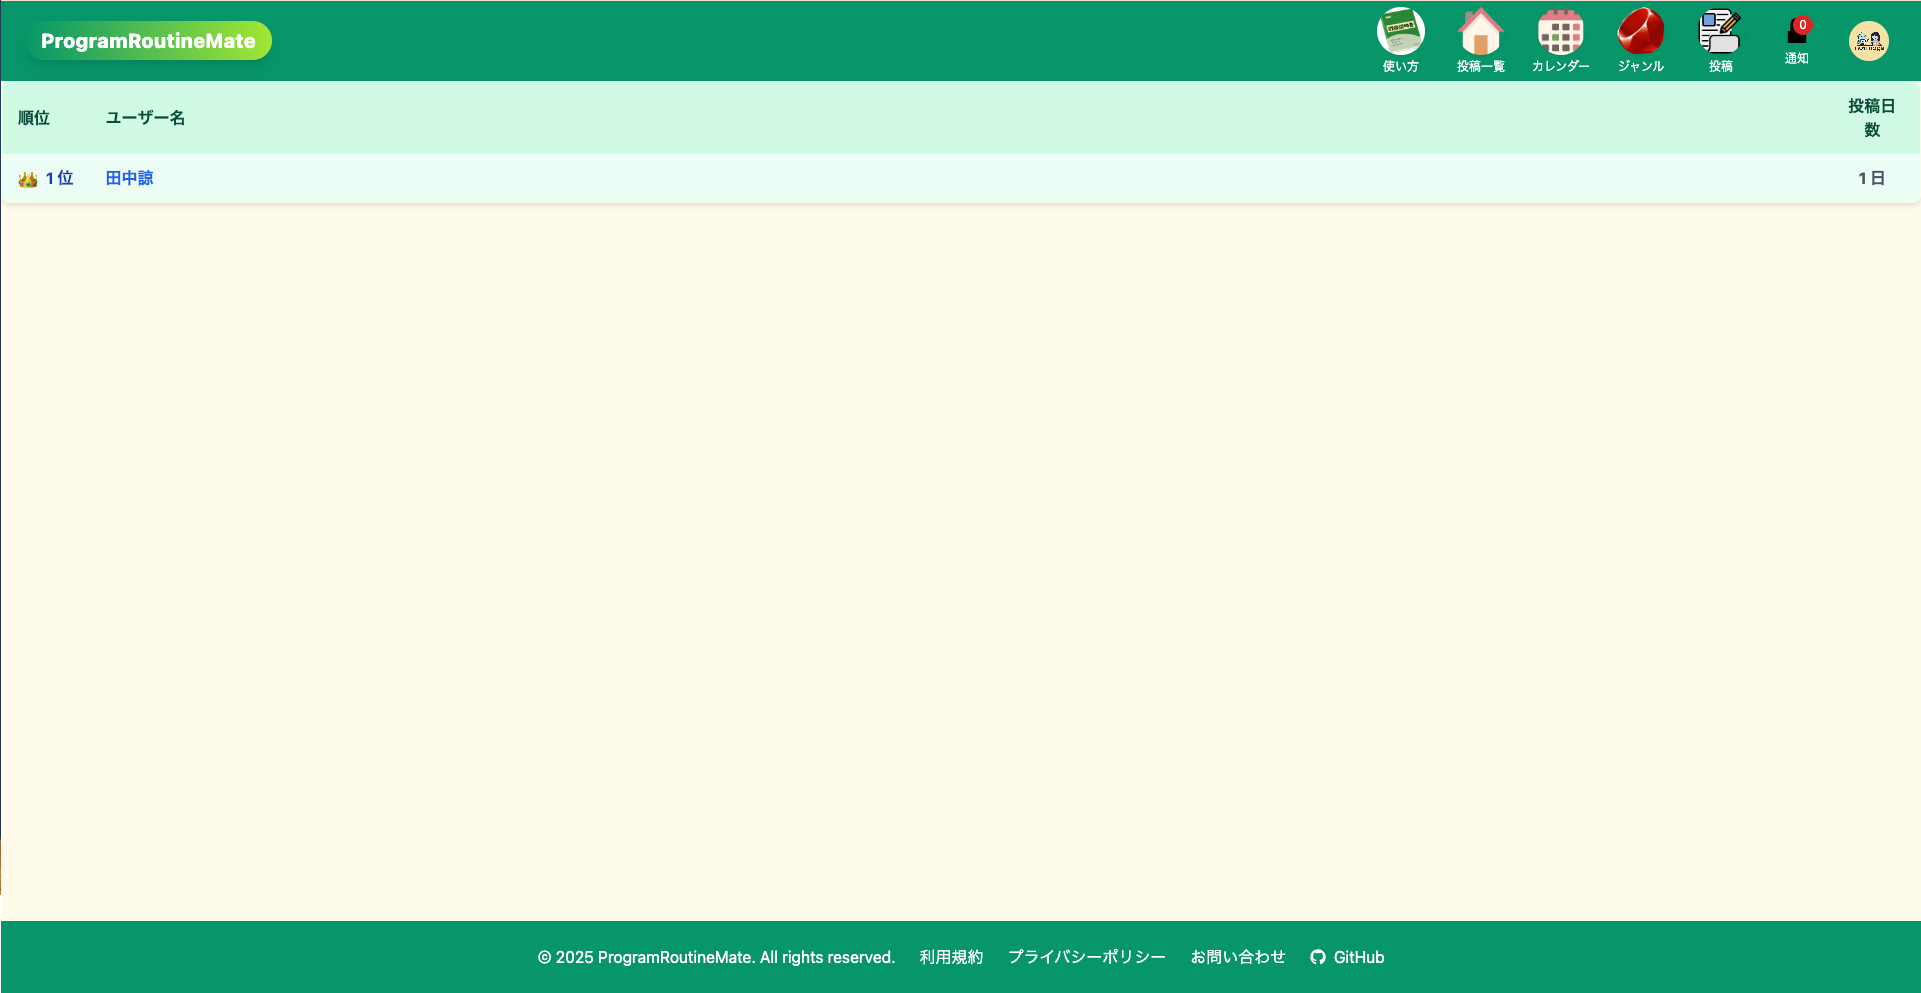 ProgramRoutineMate
使い方
投稿一覧
カレンダー
ジャンル
投稿
0
通知
順位
ユーザー名
投稿日
数
1位
田中諒
1日
© 2025 ProgramRoutineMate. All rights reserved.
利用規約
プライバシーポリシー
お問い合わせ
GitHub